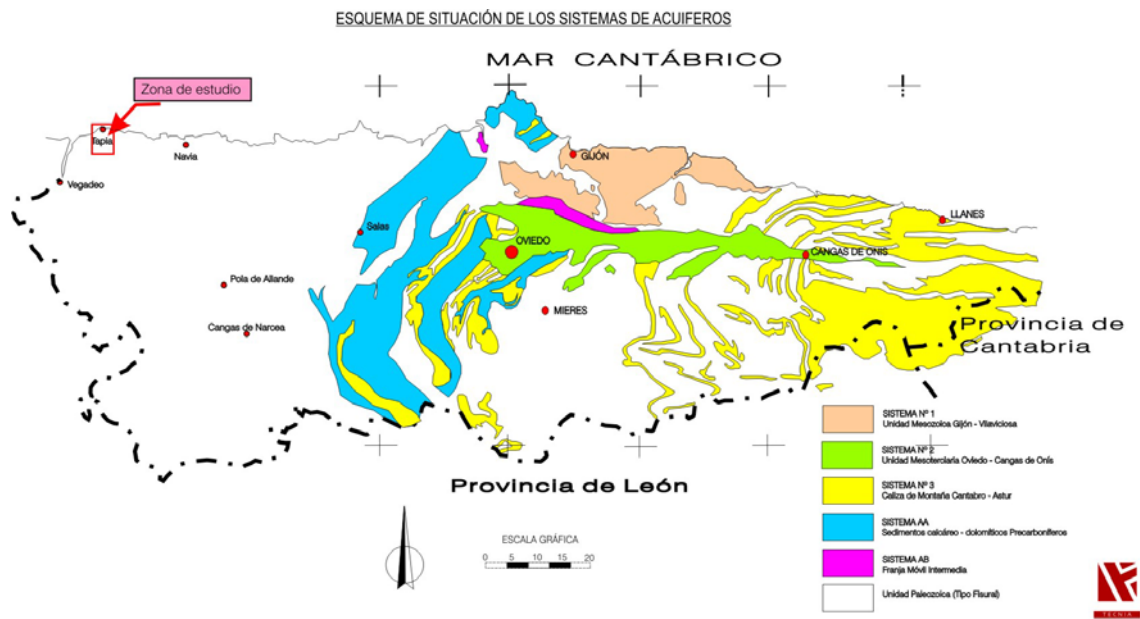 ESQUEMA DE SITUACIÓN DE LOS SISTEMAS DE ACUIFEROS
MAR CANTÁBRICO
Zona de estudio
Tapia
Navia
GIJÓN
Vegadeo
LLANES
Salas
OVIEDO
CANGAS DE ONIS
Pola de Allande
MIERES
Cangas de Narcea
Provincia de
Cantabria
SISTEMA Nº 1
Unidad Mesozoica Gijón - Villaviciosa
SISTEMA Nº 2
Unidad Mesoterciaria Oviedo - Cangas de Onís
Provincia de León
SISTEMA Nº 3
Caliza de Montaña Cantabro - Astur
SISTEMA AA
Sedimentos calcáreo - dolomíticos Precarboníferos
ESCALA GRÁFICA
0 5 10 15 20
SISTEMA AB
Franja Móvil Intermedia
Unidad Paleozoica (Tipo Fisural)
TECNIA